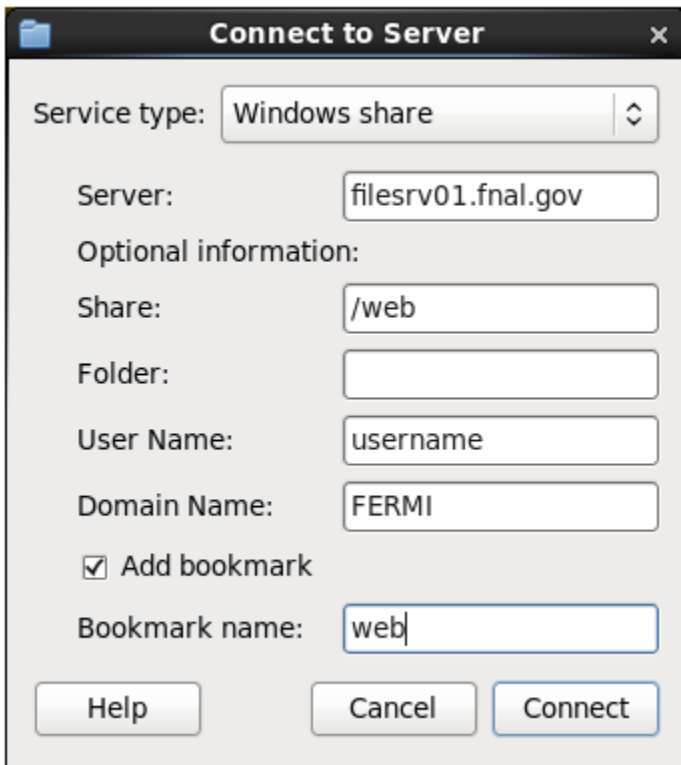 Connect to Server
Service type: Windows share
Server: filesrv01.fnal.gov
Optional information:
Share: /web
Folder:
User Name: username
Domain Name: FERMI
Add bookmark
Bookmark name: web
Help Cancel Connect